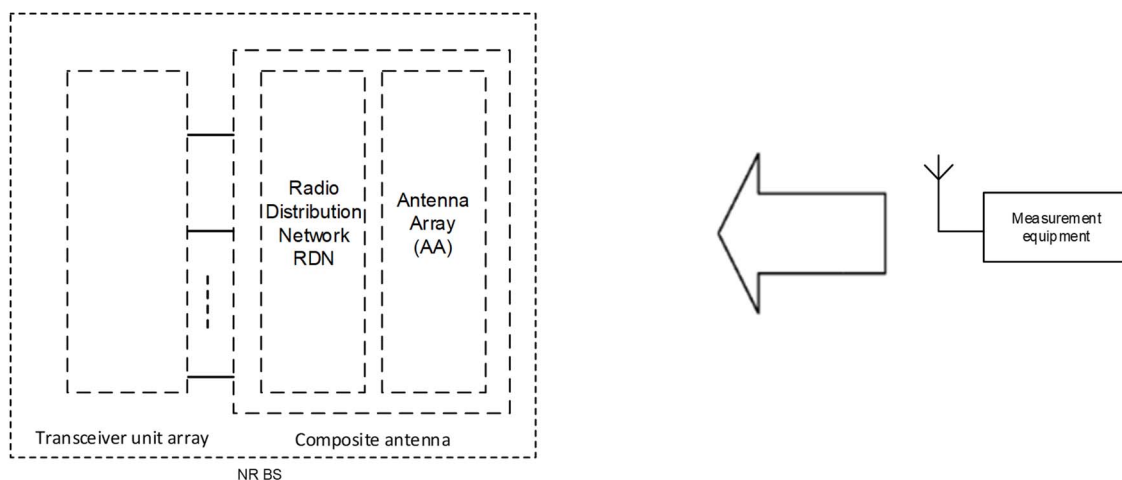 Radio
Distribution
Network
RDN
Antenna
Array
(AA)
Measurement
equipment
Transceiver unit array
Composite antenna
NR BS